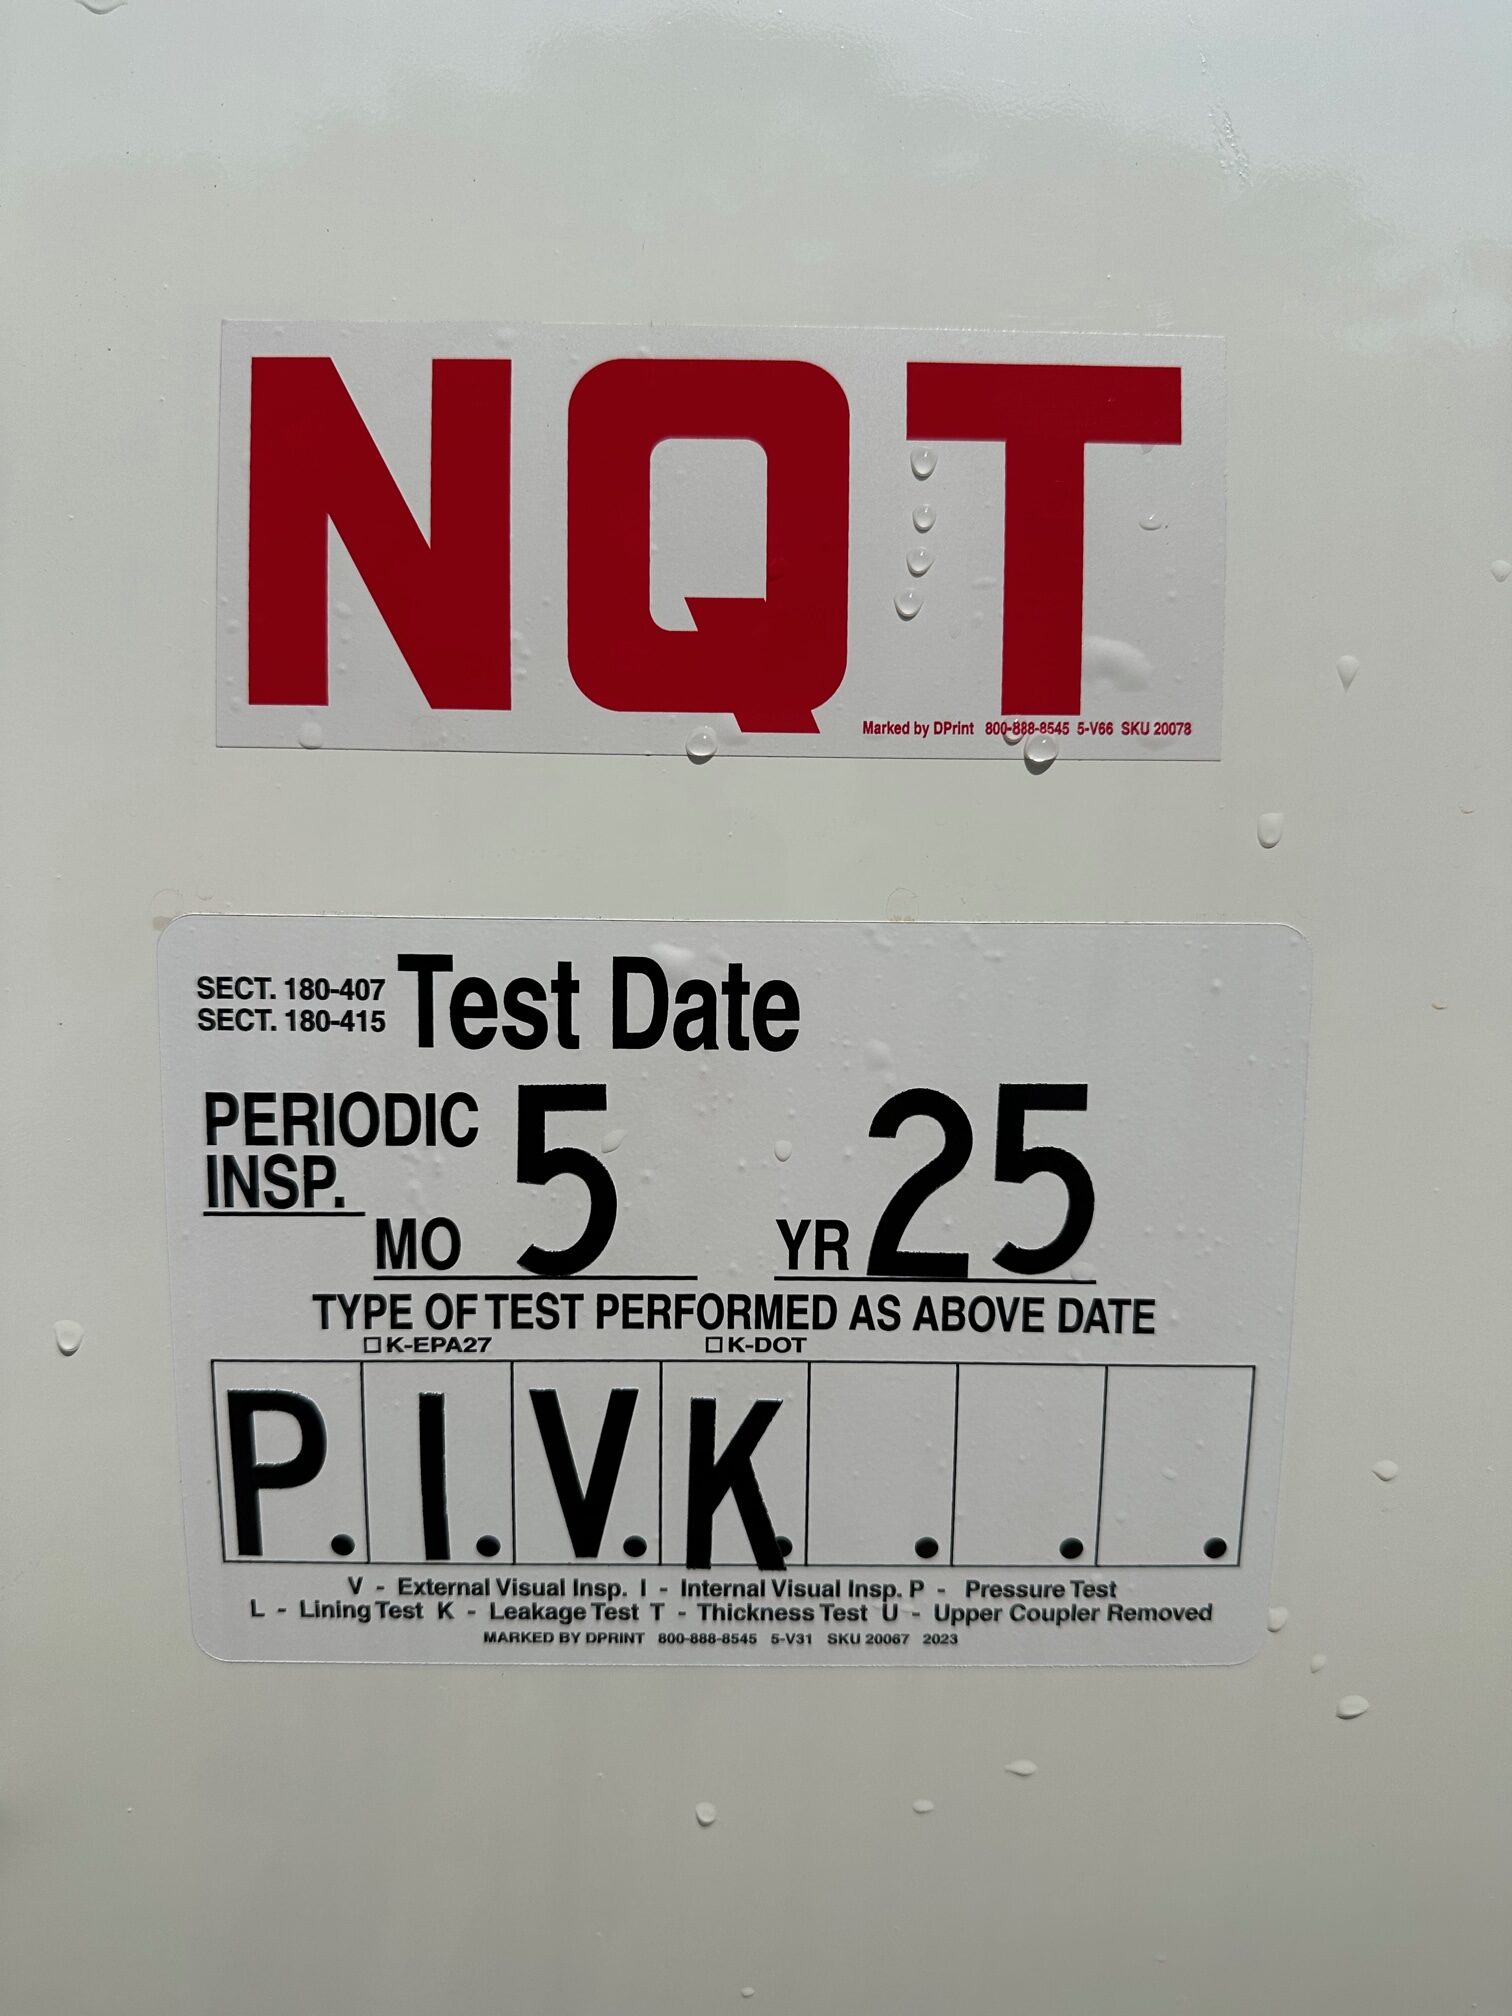 NQT
Marked by DPrint 800-888-8545 5-V66 SKU 20078
SECT. 180-407
SECT. 180-415
Test Date
PERIODIC
INSP.
MO 5 YR 25
TYPE OF TEST PERFORMED AS ABOVE DATE
☐ K-EPA27 ☐ K-DOT
P. I. V. K. . . .
V - External Visual Insp. I - Internal Visual Insp. P - Pressure Test
L - Lining Test K - Leakage Test T - Thickness Test U - Upper Coupler Removed
MARKED BY DPRINT 800-888-8545 5-V31 SKU 20067 2023